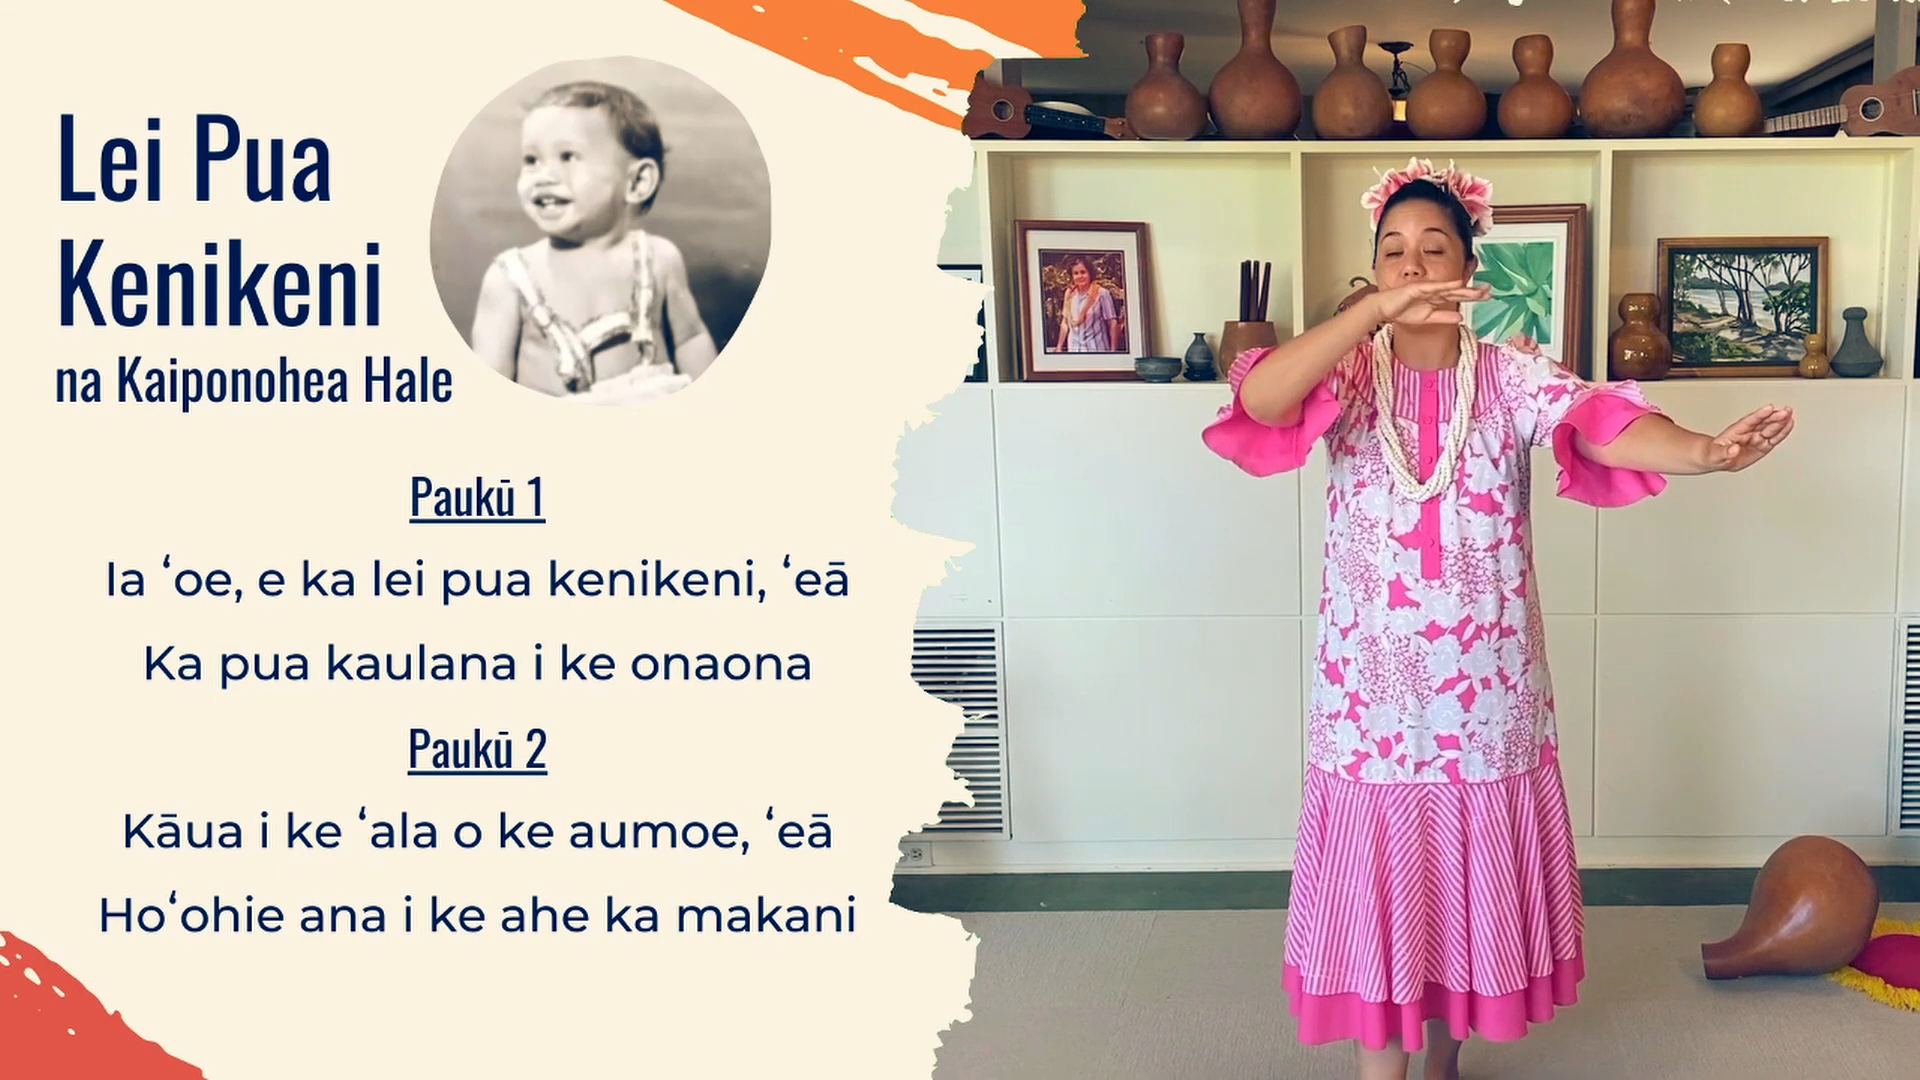 Lei Pua
Kenikeni
na Kaiponohea Hale
Paukū 1
Ia ʻoe, e ka lei pua kenikeni, ʻeā
Ka pua kaulana i ke onaona
Paukū 2
Kāua i ke ʻala o ke aumoe, ʻeā
Hoʻohie ana i ke ahe ka makani